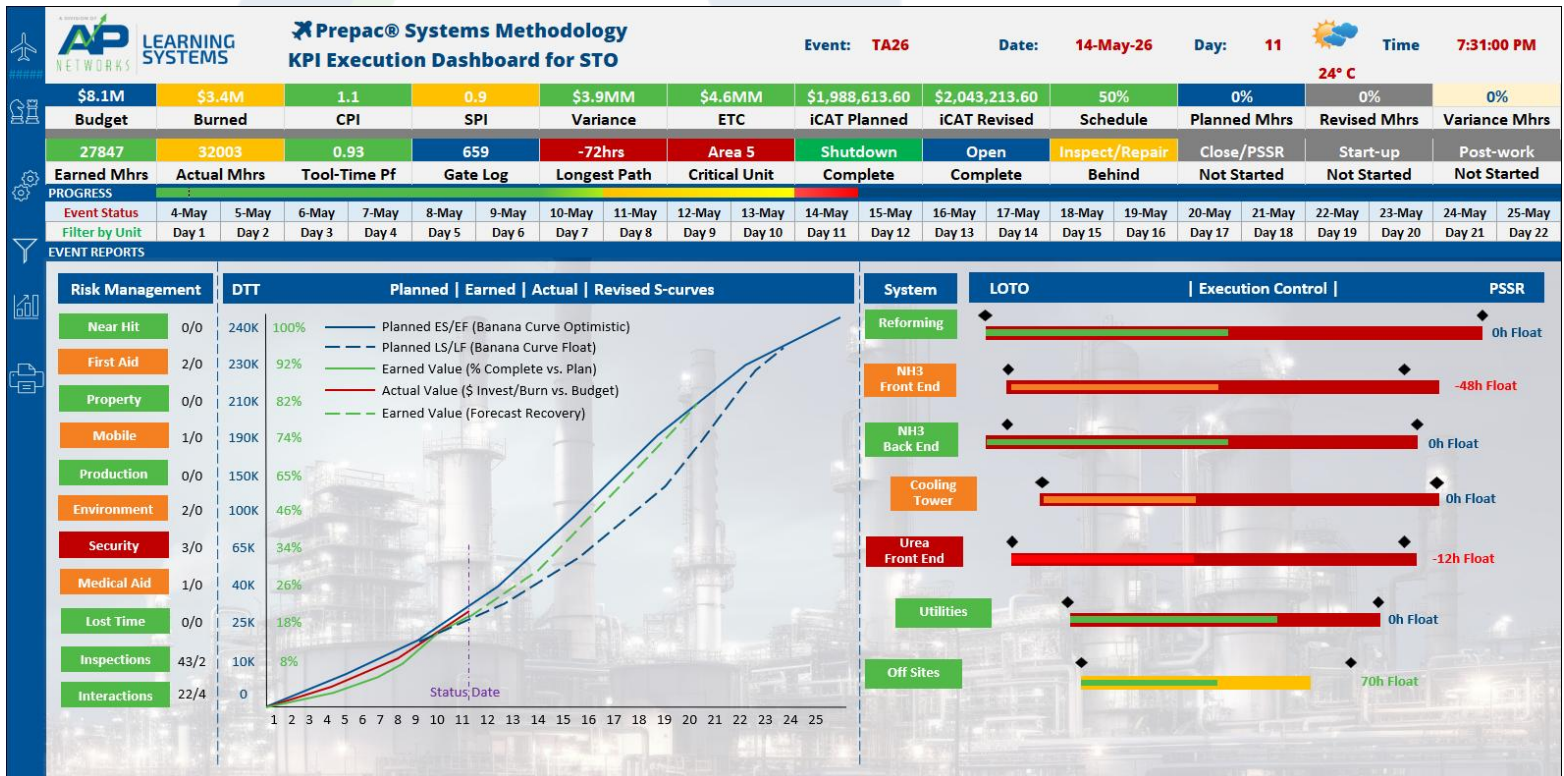 A DIVISION OF
AP
NETWORKS
LEARNING
SYSTEMS
Prepac® Systems Methodology
KPI Execution Dashboard for STO
Event: TA26 Date: 14-May-26 Day: 11 Time 7:31:00 PM
24° C
#####
$8.1M $3.4M 1.1 0.9 $3.9MM $4.6MM $1,988,613.60 $2,043,213.60 50% 0% 0% 0%
Budget Burned CPI SPI Variance ETC iCAT Planned iCAT Revised Schedule Planned Mhrs Revised Mhrs Variance Mhrs
27847 32003 0.93 659 -72hrs Area 5 Shutdown Open Inspect/Repair Close/PSSR Start-up Post-work
Earned Mhrs Actual Mhrs Tool-Time Pf Gate Log Longest Path Critical Unit Complete Complete Behind Not Started Not Started Not Started
PROGRESS
Event Status 4-May 5-May 6-May 7-May 8-May 9-May 10-May 11-May 12-May 13-May 14-May 15-May 16-May 17-May 18-May 19-May 20-May 21-May 22-May 23-May 24-May 25-May
Filter by Unit Day 1 Day 2 Day 3 Day 4 Day 5 Day 6 Day 7 Day 8 Day 9 Day 10 Day 11 Day 12 Day 13 Day 14 Day 15 Day 16 Day 17 Day 18 Day 19 Day 20 Day 21 Day 22
EVENT REPORTS
Risk Management
Near Hit 0/0
First Aid 2/0
Property 0/0
Mobile 1/0
Production 0/0
Environment 2/0
Security 3/0
Medical Aid 1/0
Lost Time 0/0
Inspections 43/2
Interactions 22/4
DTT Planned | Earned | Actual | Revised S-curves
240K 100%
230K 92%
210K 82%
190K 74%
150K 65%
100K 46%
65K 34%
40K 26%
25K 18%
10K 8%
0
Planned ES/EF (Banana Curve Optimistic)
Planned LS/LF (Banana Curve Float)
Earned Value (% Complete vs. Plan)
Actual Value ($ Invest/Burn vs. Budget)
Earned Value (Forecast Recovery)
Status Date
1 2 3 4 5 6 7 8 9 10 11 12 13 14 15 16 17 18 19 20 21 22 23 24 25
System LOTO | Execution Control | PSSR
Reforming
0h Float
NH3
Front End
-48h Float
NH3
Back End
0h Float
Cooling
Tower
0h Float
Urea
Front End
-12h Float
Utilities
0h Float
Off Sites
70h Float